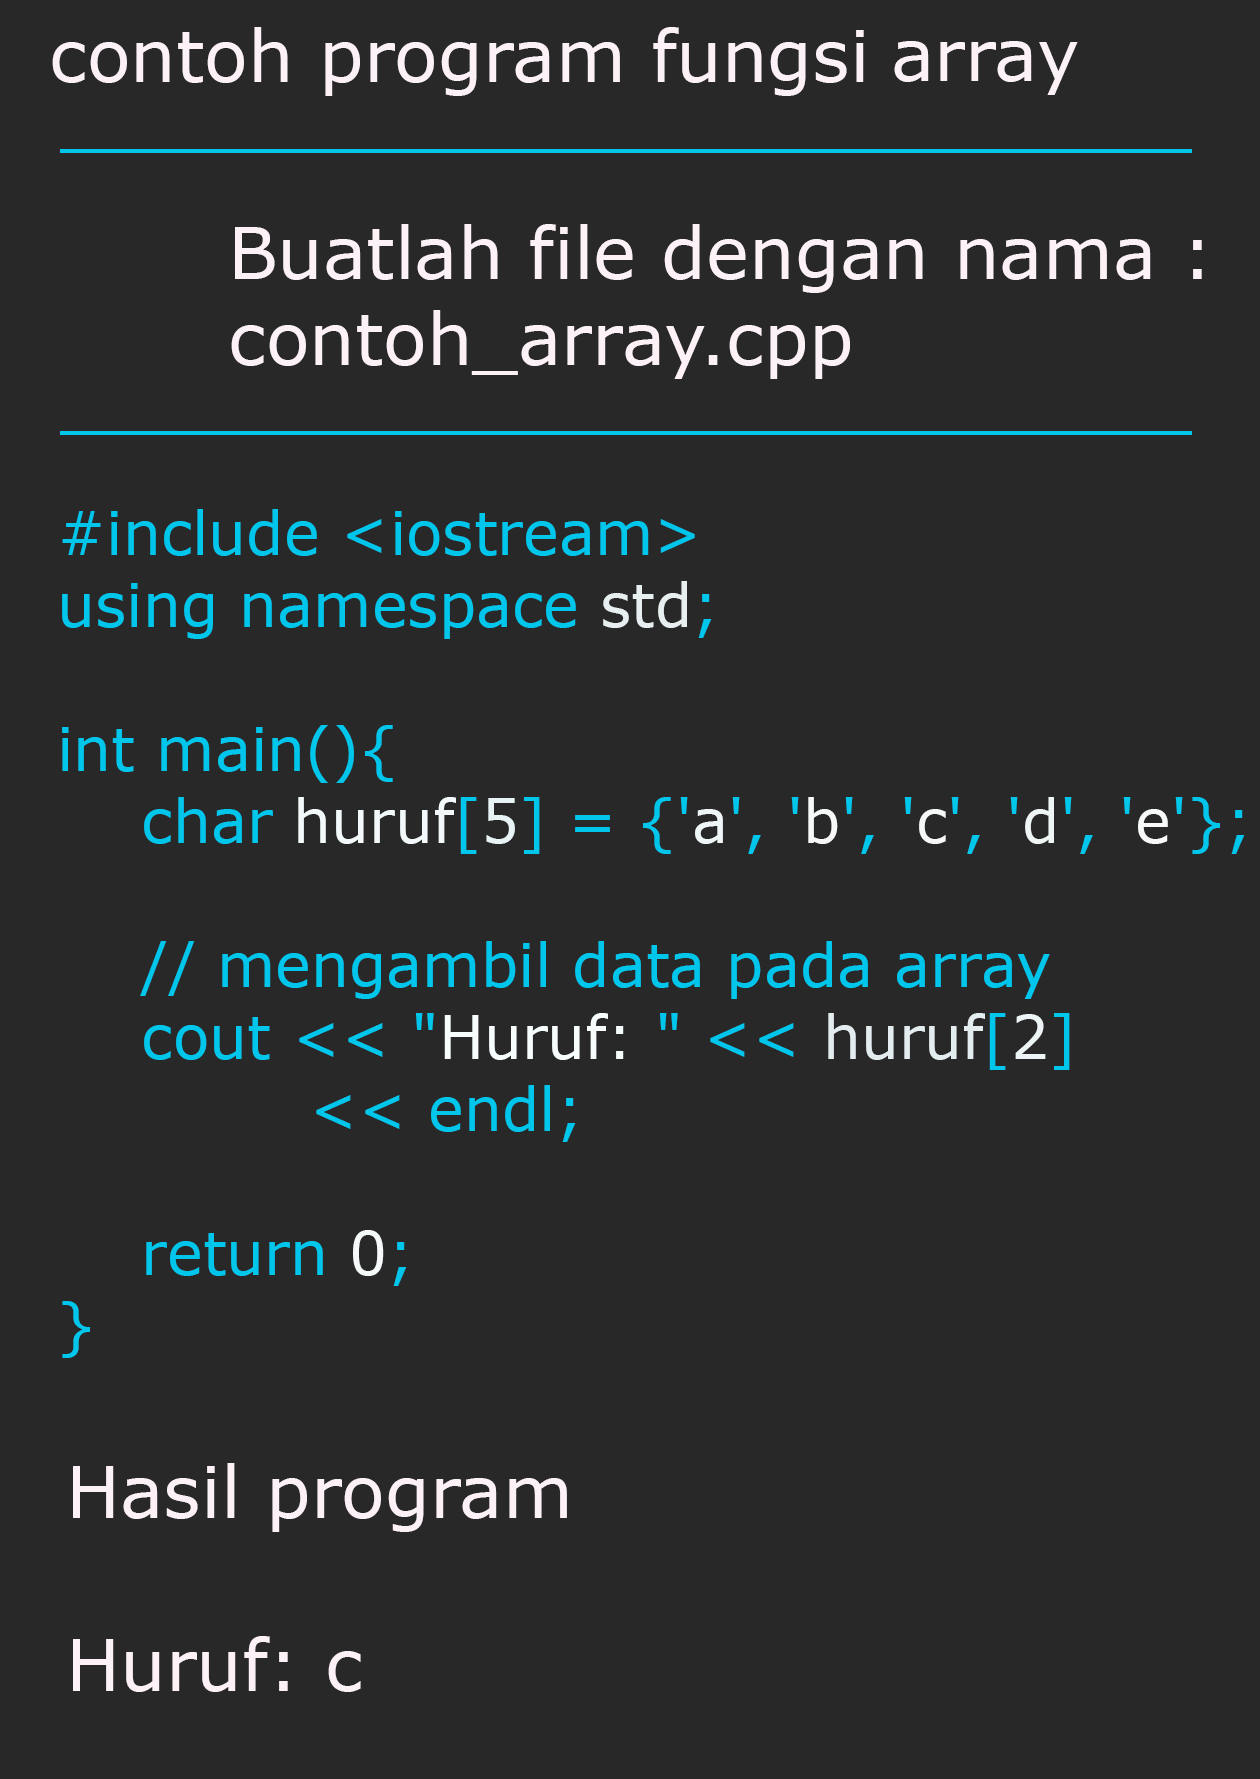 contoh program fungsi array
Buatlah file dengan nama :
contoh_array.cpp
#include <iostream>
using namespace std;
int main(){
char huruf[5] = {'a', 'b', 'c', 'd', 'e'};
// mengambil data pada array
cout << "Huruf: " << huruf[2]
<< endl;
return 0;
}
Hasil program
Huruf: c